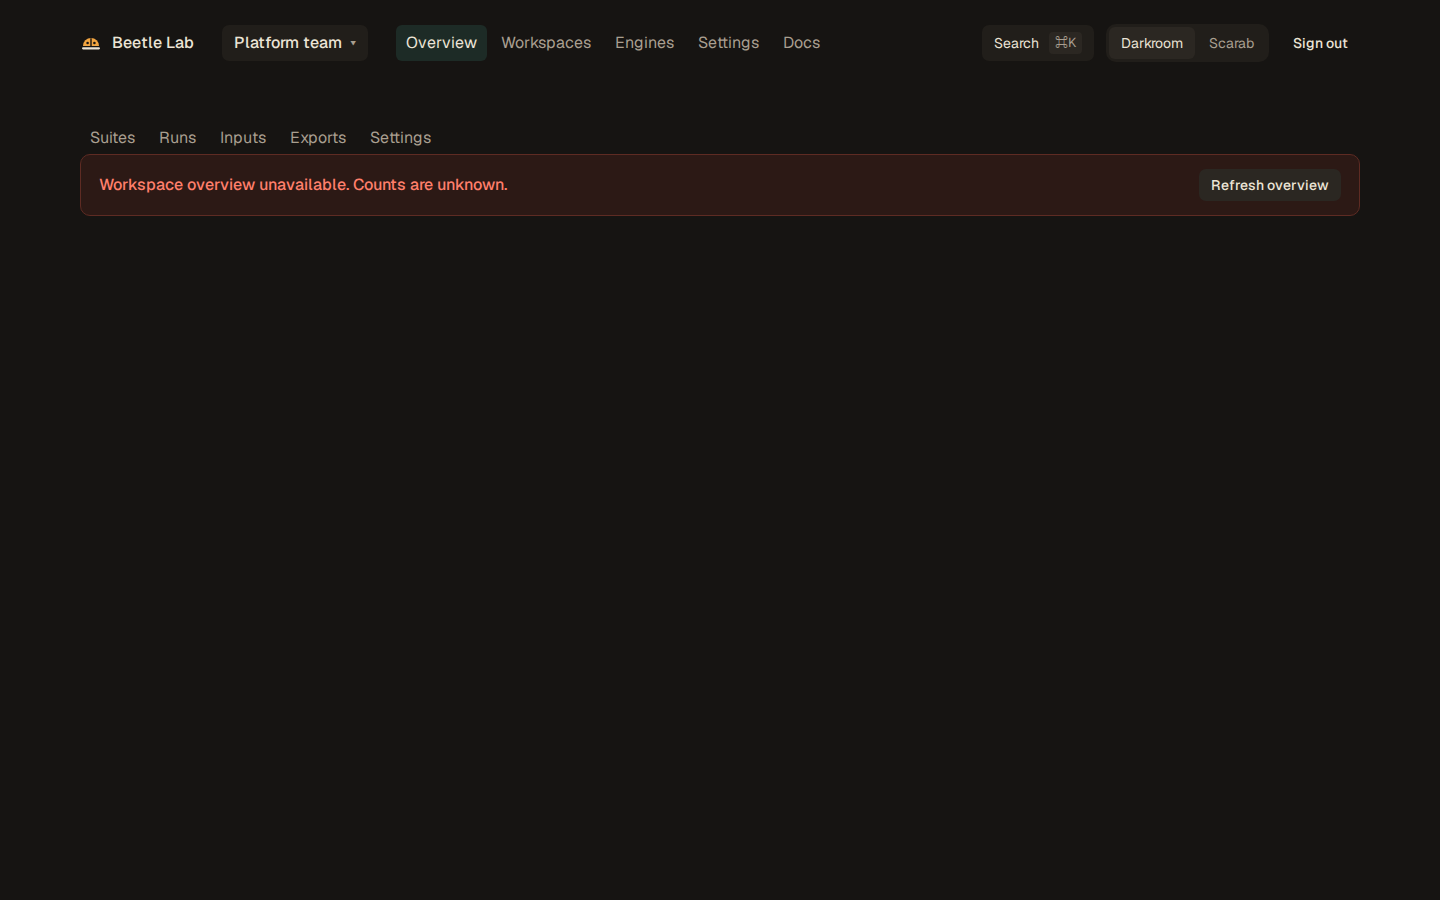 Beetle Lab Platform team ▾ Overview Workspaces Engines Settings Docs Search ⌘K Darkroom Scarab Sign out
Suites Runs Inputs Exports Settings
Workspace overview unavailable. Counts are unknown. Refresh overview